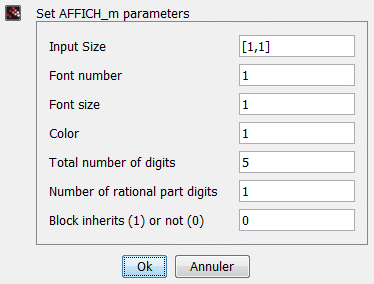 Set AFFICH_m parameters
Input Size [1,1]
Font number 1
Font size 1
Color 1
Total number of digits 5
Number of rational part digits 1
Block inherits (1) or not (0) 0
Ok Annuler